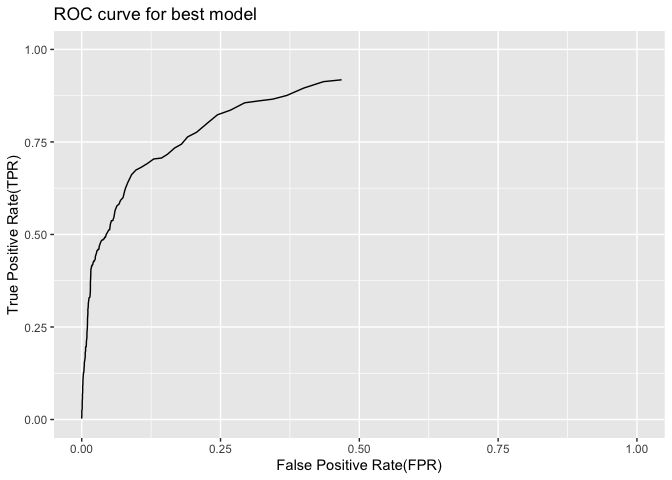 ROC curve for best model
1.00
0.75
0.50
0.25
0.00
True Positive Rate(TPR)
0.00 0.25 0.50 0.75 1.00
False Positive Rate(FPR)